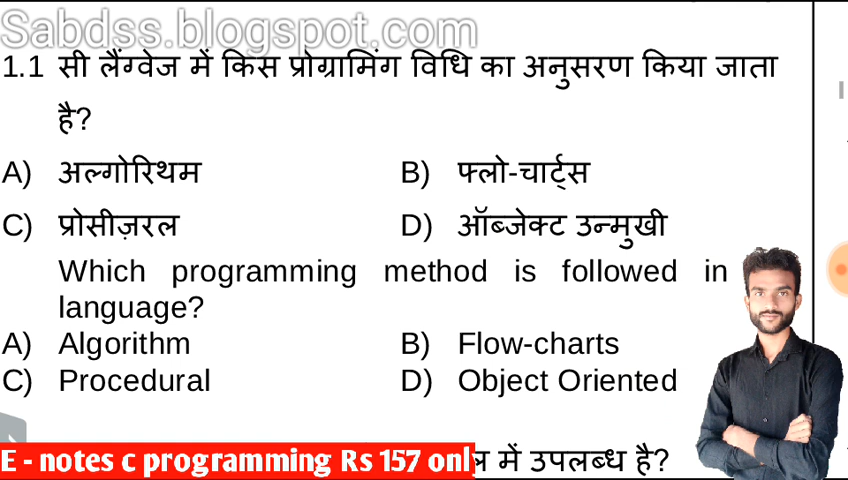 Sabdss.blogspot.com
1.1 सी लैंग्वेज में किस प्रोग्रामिंग विधि का अनुसरण किया जाता
है?
A) अल्गोरिथम B) फ्लो-चार्ट्स
C) प्रोसीज़रल D) ऑब्जेक्ट उन्मुखी
Which programming method is followed in
language?
A) Algorithm B) Flow-charts
C) Procedural D) Object Oriented
में उपलब्ध है?
E - notes c programming Rs 157 onl